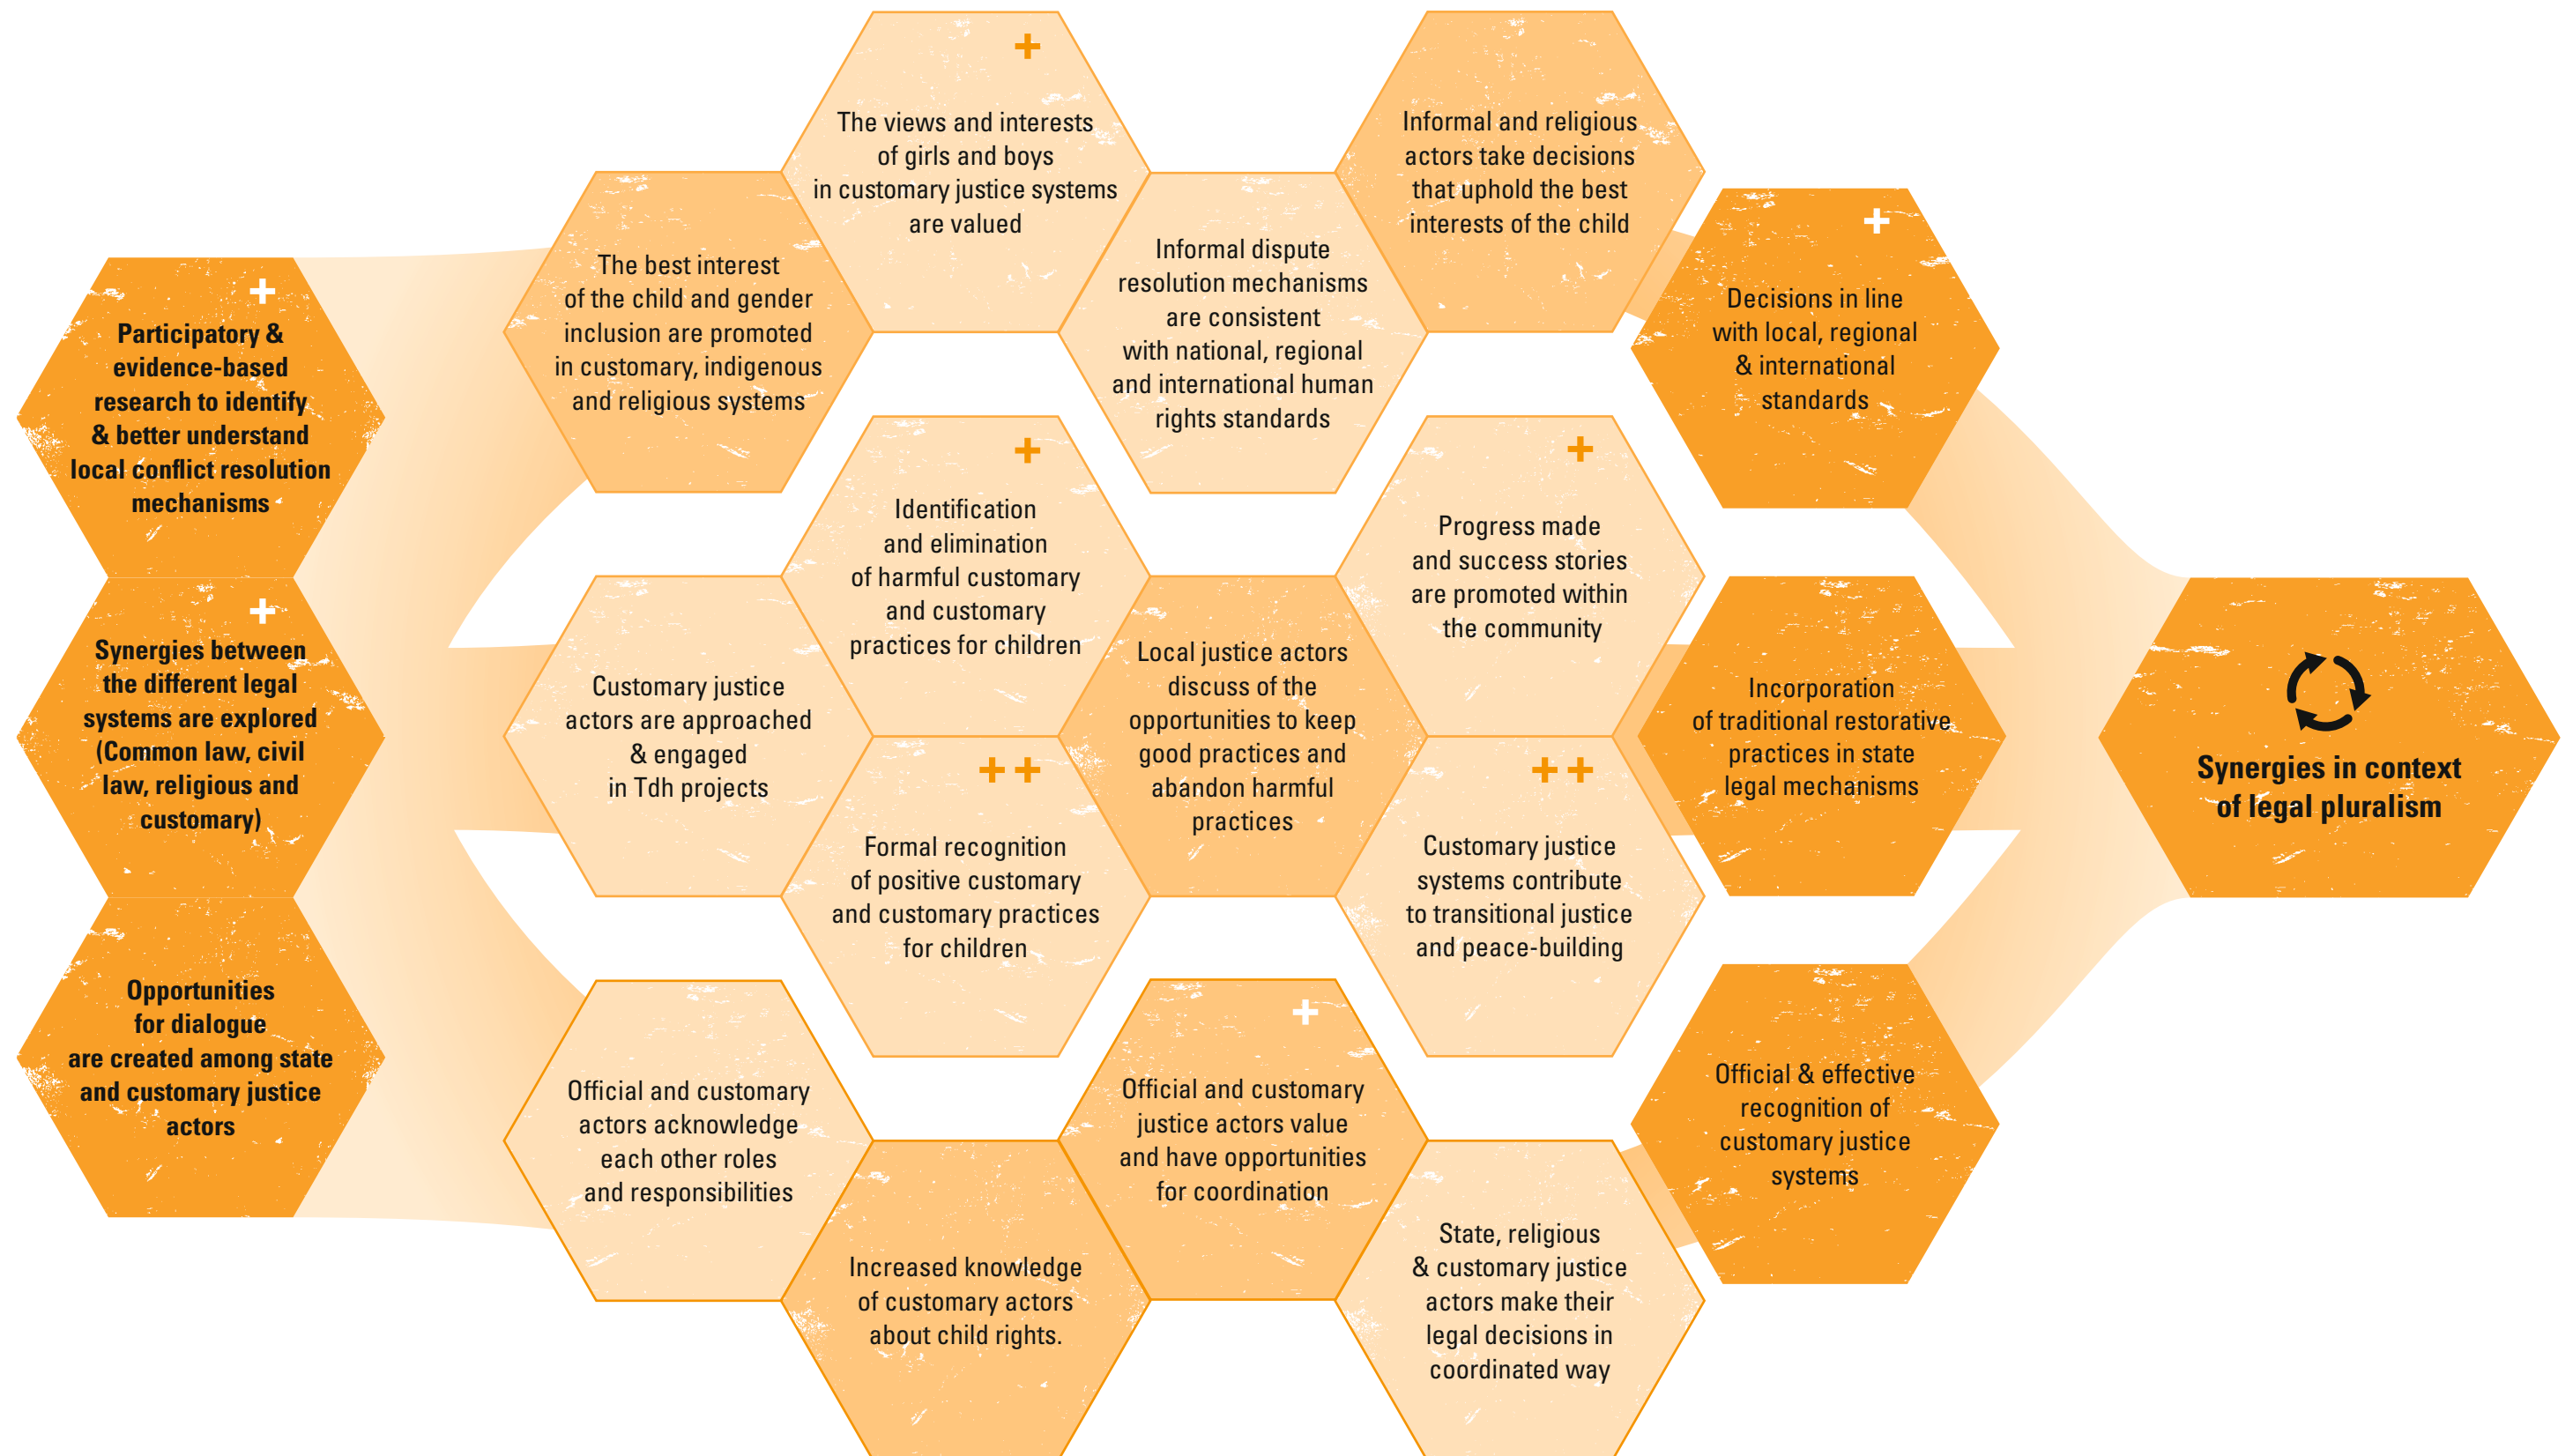 +
Participatory &
evidence-based
research to identify
& better understand
local conflict resolution
mechanisms
+
Synergies between
the different legal
systems are explored
(Common law, civil
law, religious and
customary)
Opportunities
for dialogue
are created among state
and customary justice
actors
The best interest
of the child and gender
inclusion are promoted
in customary, indigenous
and religious systems
+
The views and interests
of girls and boys
in customary justice systems
are valued
Informal dispute
resolution mechanisms
are consistent
with national, regional
and international human
rights standards
Informal and religious
actors take decisions
that uphold the best
interests of the child
+
Decisions in line
with local, regional
& international
standards
Customary justice
actors are approached
& engaged
in Tdh projects
+
Identification
and elimination
of harmful customary
and customary
practices for children
++
Formal recognition
of positive customary
and customary practices
for children
Local justice actors
discuss of the
opportunities to keep
good practices and
abandon harmful
practices
+
Progress made
and success stories
are promoted within
the community
++
Customary justice
systems contribute
to transitional justice
and peace-building
Incorporation
of traditional restorative
practices in state
legal mechanisms
Official and customary
actors acknowledge
each other roles
and responsibilities
Increased knowledge
of customary actors
about child rights.
+
Official and customary
justice actors value
and have opportunities
for coordination
State, religious
& customary justice
actors make their
legal decisions in
coordinated way
Official & effective
recognition of
customary justice
systems
Synergies in context
of legal pluralism